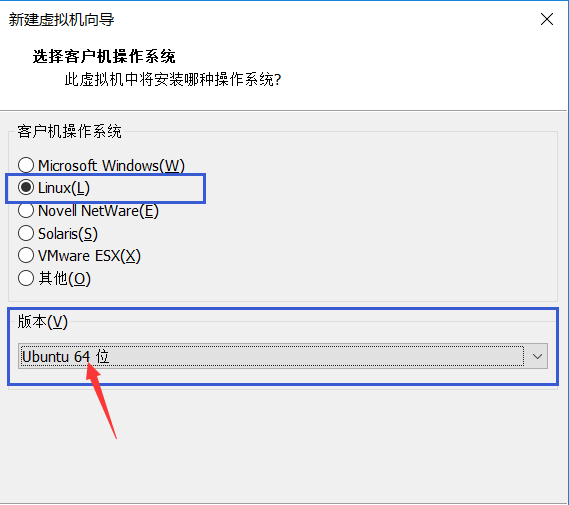 新建虚拟机向导
选择客户机操作系统
此虚拟机中将安装哪种操作系统?
客户机操作系统
Microsoft Windows(W)
Linux(L)
Novell NetWare(E)
Solaris(S)
VMware ESX(X)
其他(O)
版本(V)
Ubuntu 64 位